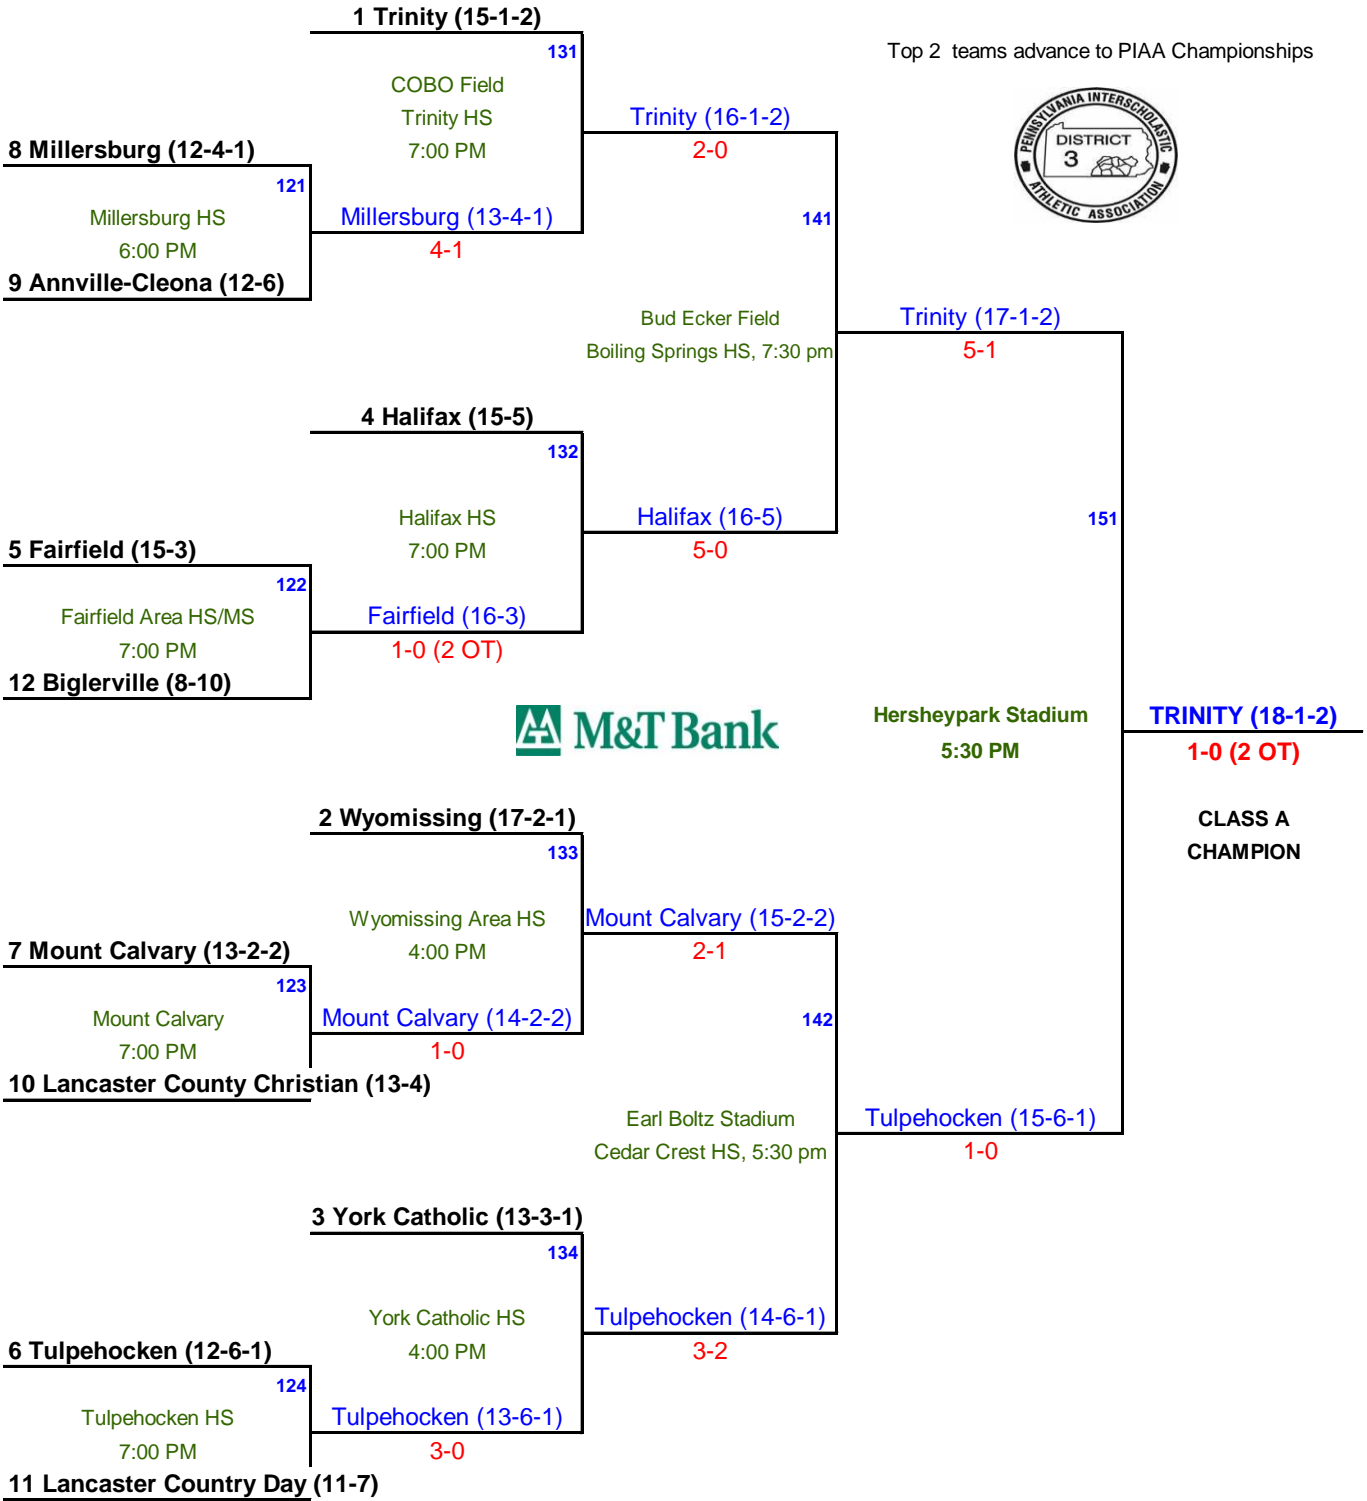 1 Trinity (15-1-2)
131
Top 2 teams advance to PIAA Championships
COBO Field
Trinity HS
7:00 PM
Trinity (16-1-2)
2-0
PENNSYLVANIA INTERSCHOLASTIC
DISTRICT
3
ATHLETIC ASSOCIATION
8 Millersburg (12-4-1)
121
Millersburg HS
6:00 PM
Millersburg (13-4-1)
4-1
141
9 Annville-Cleona (12-6)
Bud Ecker Field
Boiling Springs HS, 7:30 pm
Trinity (17-1-2)
5-1
4 Halifax (15-5)
132
Halifax HS
7:00 PM
Halifax (16-5)
5-0
151
5 Fairfield (15-3)
122
Fairfield Area HS/MS
7:00 PM
Fairfield (16-3)
1-0 (2 OT)
12 Biglerville (8-10)
M&T Bank
Hersheypark Stadium
5:30 PM
TRINITY (18-1-2)
1-0 (2 OT)
CLASS A
CHAMPION
2 Wyomissing (17-2-1)
133
Wyomissing Area HS
4:00 PM
Mount Calvary (15-2-2)
2-1
7 Mount Calvary (13-2-2)
123
Mount Calvary
7:00 PM
Mount Calvary (14-2-2)
1-0
142
10 Lancaster County Christian (13-4)
Earl Boltz Stadium
Cedar Crest HS, 5:30 pm
Tulpehocken (15-6-1)
1-0
3 York Catholic (13-3-1)
134
York Catholic HS
4:00 PM
Tulpehocken (14-6-1)
3-2
6 Tulpehocken (12-6-1)
124
Tulpehocken HS
7:00 PM
Tulpehocken (13-6-1)
3-0
11 Lancaster Country Day (11-7)